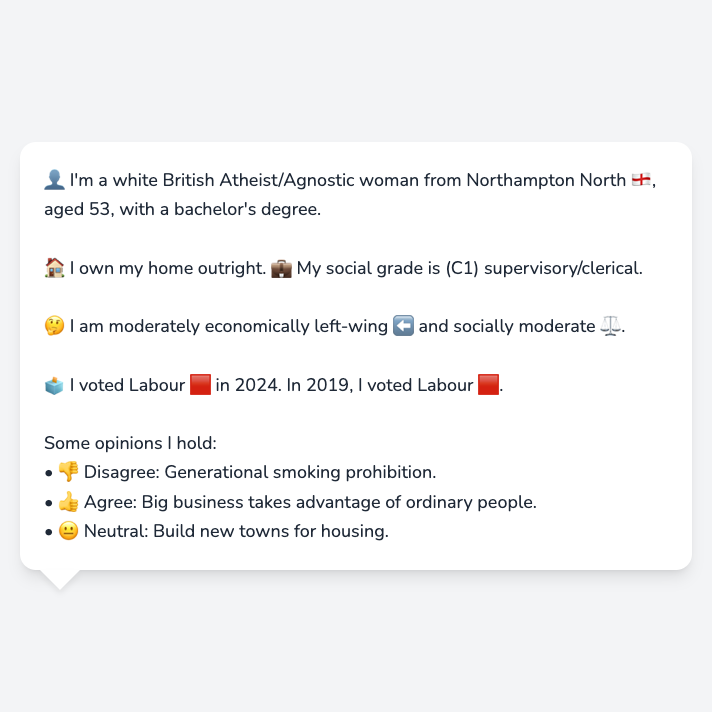 👤 I'm a white British Atheist/Agnostic woman from Northampton North 🏴󠁧󠁢󠁥󠁮󠁧󠁿,
aged 53, with a bachelor's degree.
🏠 I own my home outright. 💼 My social grade is (C1) supervisory/clerical.
🤔 I am moderately economically left-wing ⬅️ and socially moderate ⚖️.
🗳️ I voted Labour 🟥 in 2024. In 2019, I voted Labour 🟥.
Some opinions I hold:
• 👎 Disagree: Generational smoking prohibition.
• 👍 Agree: Big business takes advantage of ordinary people.
• 😐 Neutral: Build new towns for housing.